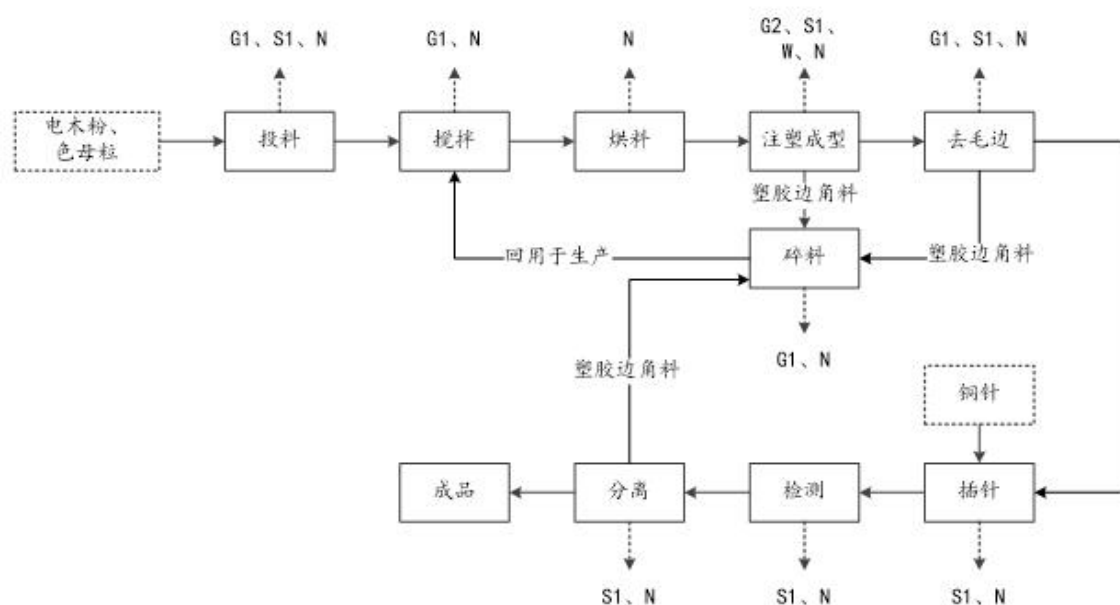 G1、S1、N
G1、N
N
G2、S1、
W、N
G1、S1、N
电木粉、
色母粒
投料
搅拌
烘料
注塑成型
去毛边
塑胶边角料
回用于生产
碎料
塑胶边角料
G1、N
塑胶边角料
铜针
成品
分离
检测
插针
S1、N
S1、N
S1、N